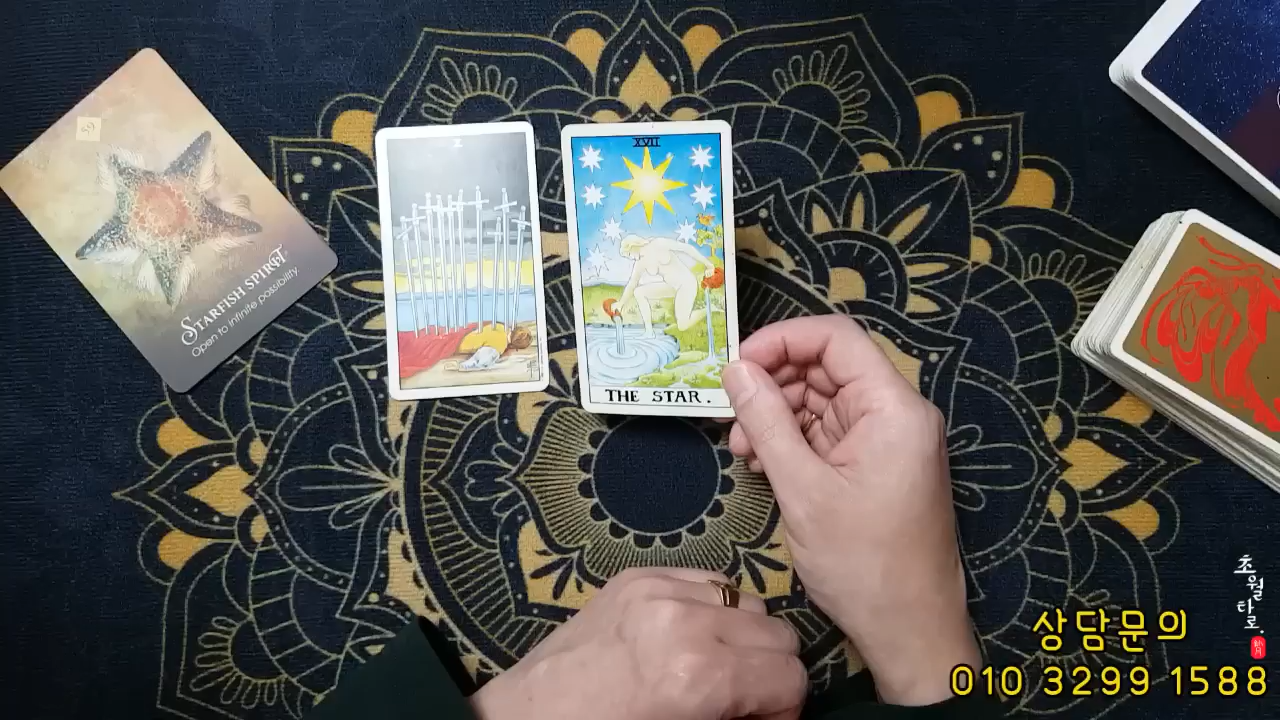 STARFISH SPIRIT
Open to infinite possibility
X
XVII
THE STAR.
초월타로.
상담문의
010 3299 1588